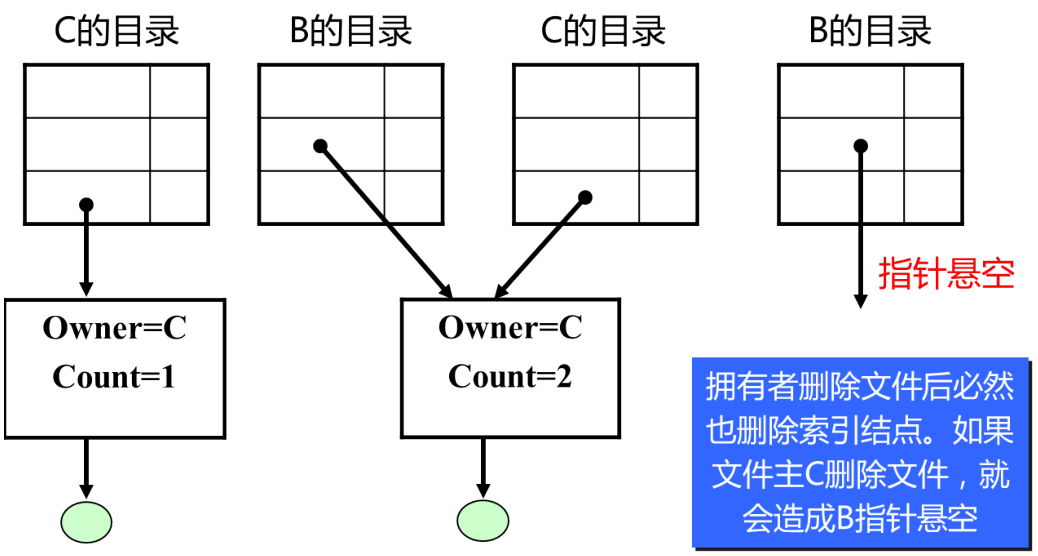 C的目录
B的目录
C的目录
B的目录
指针悬空
Owner=C
Count=1
Owner=C
Count=2
拥有者删除文件后必然
也删除索引结点。如果
文件主C删除文件，就
会造成B指针悬空